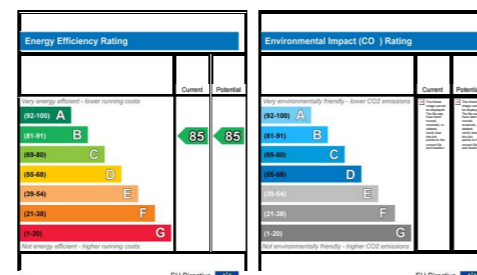 Energy Efficiency Rating
Current Potential
Very energy efficient - lower running costs
(92-100) A
(81-91) B
(69-80) C
(55-68) D
(39-54) E
(21-38) F
(1-20) G
85 85
Not energy efficient - higher running costs
EU Directive
Environmental Impact (CO ) Rating
Current Potential
Very environmentally friendly - lower CO2 emissions
(92-100) A
(81-91) B
(69-80) C
(55-68) D
(39-54) E
(21-38) F
(1-20) G
Not environmentally friendly - higher CO2 emissions
EU Directive